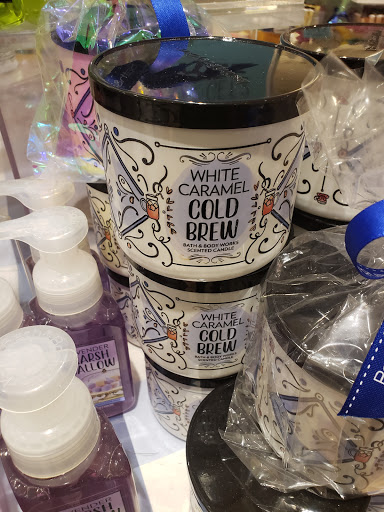 WHITE
CARAMEL
COLD
BREW
BATH & BODY WORKS
SCENTED CANDLE
WHITE
CARAMEL
COLD
BREW
BATH & BODY WORKS
SCENTED CANDLE